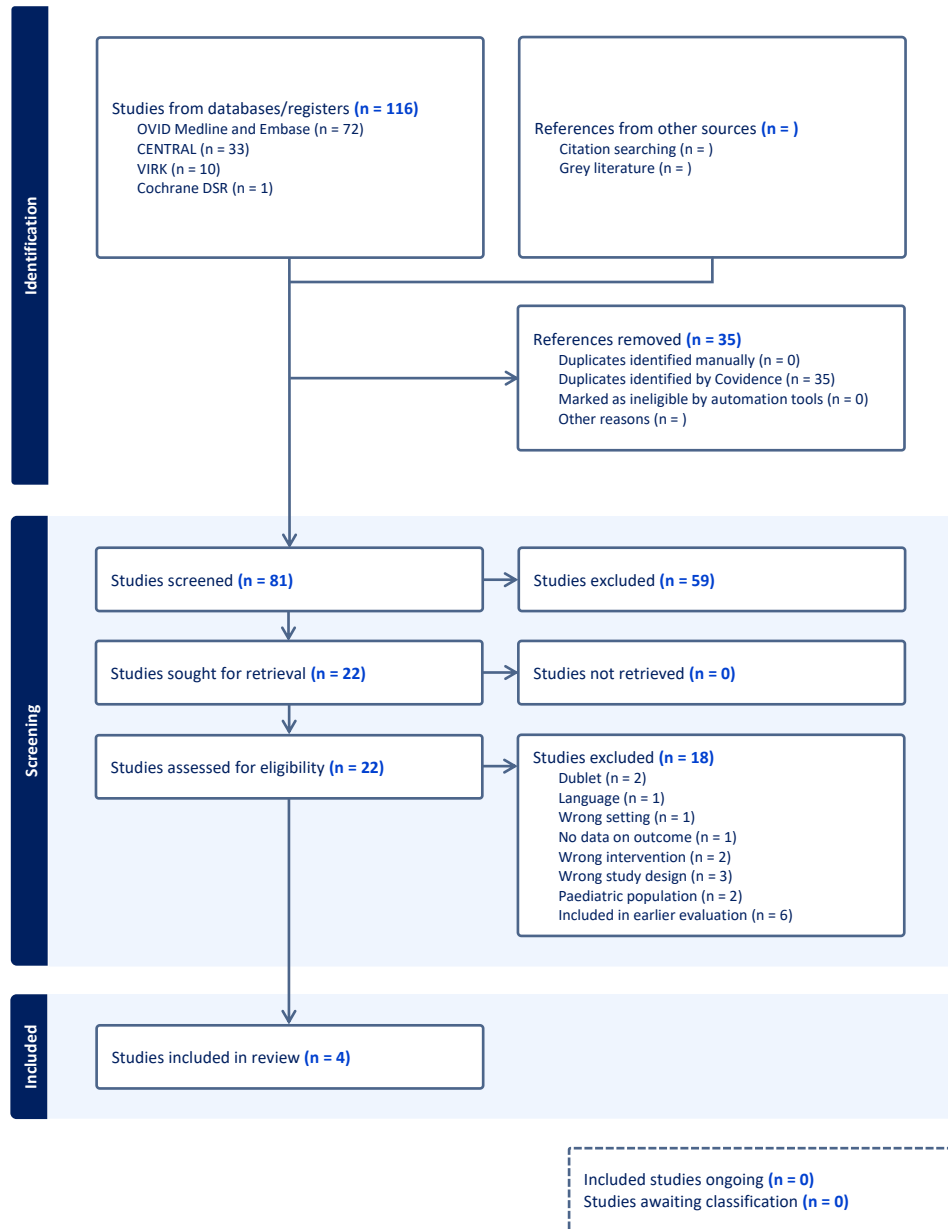 Identification
Studies from databases/registers (n = 116)
OVID Medline and Embase (n = 72)
CENTRAL (n = 33)
VIRK (n = 10)
Cochrane DSR (n = 1)
References from other sources (n = )
Citation searching (n = )
Grey literature (n = )
References removed (n = 35)
Duplicates identified manually (n = 0)
Duplicates identified by Covidence (n = 35)
Marked as ineligible by automation tools (n = 0)
Other reasons (n = )
Screening
Studies screened (n = 81)
Studies excluded (n = 59)
Studies sought for retrieval (n = 22)
Studies not retrieved (n = 0)
Studies assessed for eligibility (n = 22)
Studies excluded (n = 18)
Dublet (n = 2)
Language (n = 1)
Wrong setting (n = 1)
No data on outcome (n = 1)
Wrong intervention (n = 2)
Wrong study design (n = 3)
Paediatric population (n = 2)
Included in earlier evaluation (n = 6)
Included
Studies included in review (n = 4)
Included studies ongoing (n = 0)
Studies awaiting classification (n = 0)